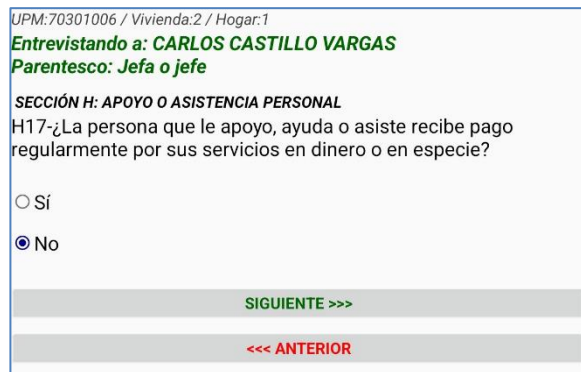 UPM:70301006 / Vivienda:2 / Hogar:1
Entrevistando a: CARLOS CASTILLO VARGAS
Parentesco: Jefa o jefe
SECCIÓN H: APOYO O ASISTENCIA PERSONAL
H17-¿La persona que le apoyo, ayuda o asiste recibe pago
regularmente por sus servicios en dinero o en especie?
Sí
No
SIGUIENTE >>>
<<< ANTERIOR